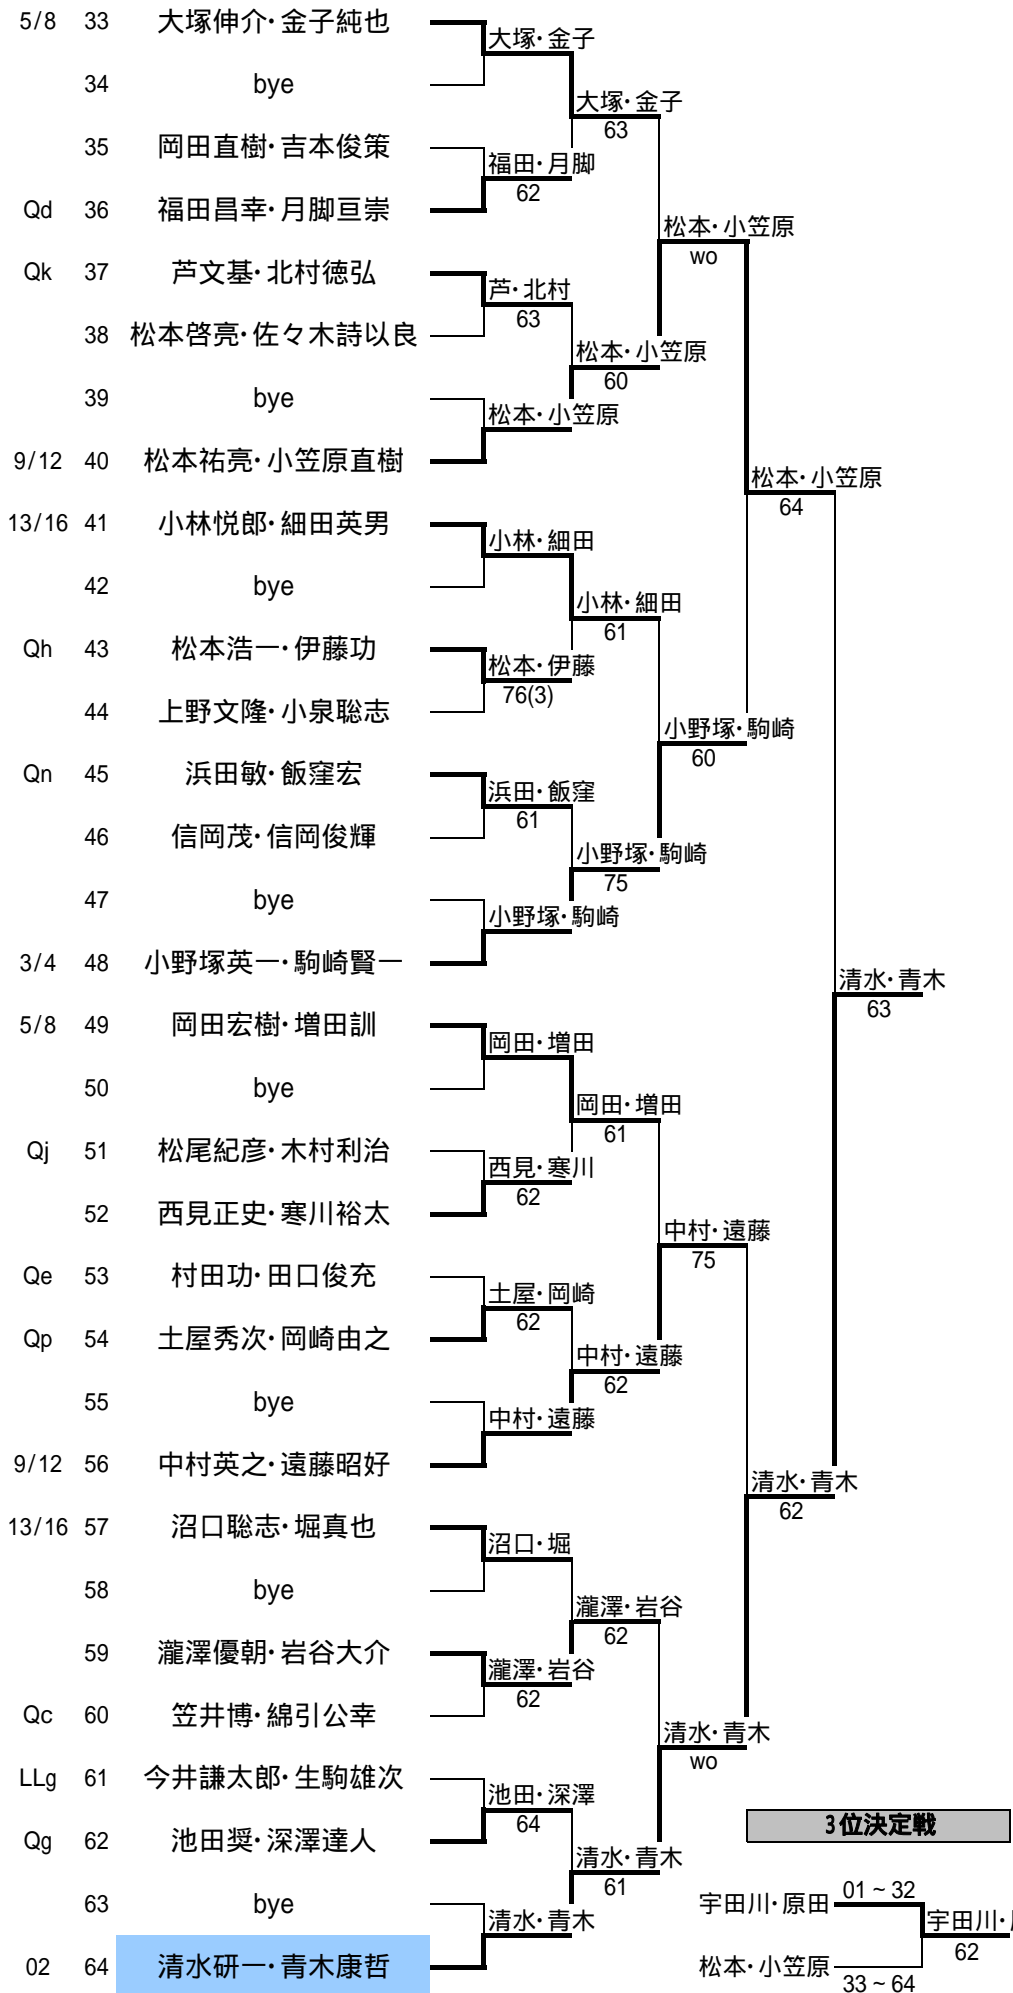 5/8 33 大塚伸介・金子純也
大塚・金子
34 bye
大塚・金子
63
35 岡田直樹・吉本俊策
福田・月脚
62
Qd 36 福田昌幸・月脚亘崇
松本・小笠原
wo
Qk 37 芦文基・北村徳弘
芦・北村
63
38 松本啓亮・佐々木詩以良
松本・小笠原
60
39 bye
松本・小笠原
9/12 40 松本祐亮・小笠原直樹
松本・小笠原
64
13/16 41 小林悦郎・細田英男
小林・細田
42 bye
小林・細田
61
Qh 43 松本浩一・伊藤功
松本・伊藤
76(3)
44 上野文隆・小泉聡志
小野塚・駒崎
60
Qn 45 浜田敏・飯窪宏
浜田・飯窪
61
46 信岡茂・信岡俊輝
小野塚・駒崎
75
47 bye
小野塚・駒崎
3/4 48 小野塚英一・駒崎賢一
清水・青木
63
5/8 49 岡田宏樹・増田訓
岡田・増田
50 bye
岡田・増田
61
Qj 51 松尾紀彦・木村利治
西見・寒川
62
52 西見正史・寒川裕太
中村・遠藤
75
Qe 53 村田功・田口俊充
土屋・岡崎
62
Qp 54 土屋秀次・岡崎由之
中村・遠藤
62
55 bye
中村・遠藤
9/12 56 中村英之・遠藤昭好
清水・青木
62
13/16 57 沼口聡志・堀真也
沼口・堀
58 bye
瀧澤・岩谷
62
59 瀧澤優朝・岩谷大介
瀧澤・岩谷
62
Qc 60 笠井博・綿引公幸
清水・青木
wo
LLg 61 今井謙太郎・生駒雄次
池田・深澤
64
3位決定戦
Qg 62 池田奨・深澤達人
清水・青木
61
63 bye
宇田川・原田 01 ~ 32
清水・青木
宇田川・
62
02 64 清水研一・青木康哲
松本・小笠原
33 ~ 64